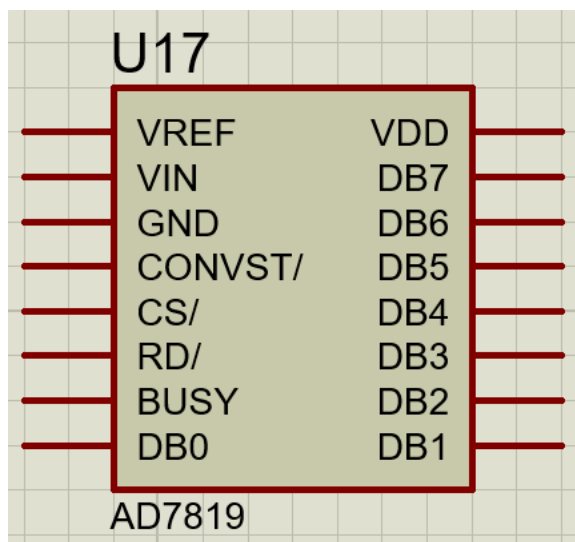 U17
VREF VDD
VIN DB7
GND DB6
CONVST/ DB5
CS/ DB4
RD/ DB3
BUSY DB2
DB0 DB1
AD7819